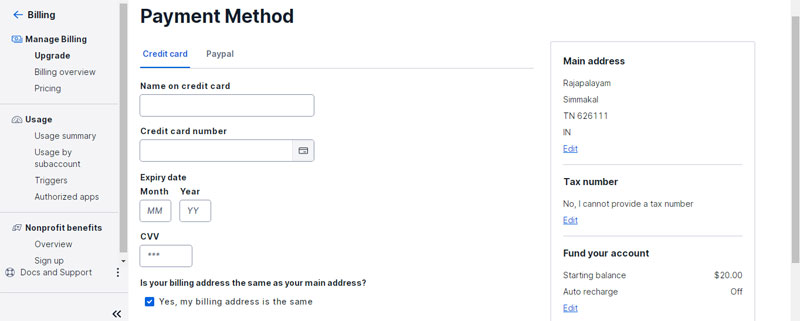 Billing
Manage Billing
Upgrade
Billing overview
Pricing
Usage
Usage summary
Usage by
subaccount
Triggers
Authorized apps
Nonprofit benefits
Overview
Sign up
Docs and Support
Payment Method
Credit card
Paypal
Name on credit card
Credit card number
Expiry date
Month Year
MM YY
CVV
***
Is your billing address the same as your main address?
Yes, my billing address is the same
Main address
Rajapalayam
Simmakal
TN 626111
IN
Edit
Tax number
No, I cannot provide a tax number
Edit
Fund your account
Starting balance $20.00
Auto recharge Off
Edit